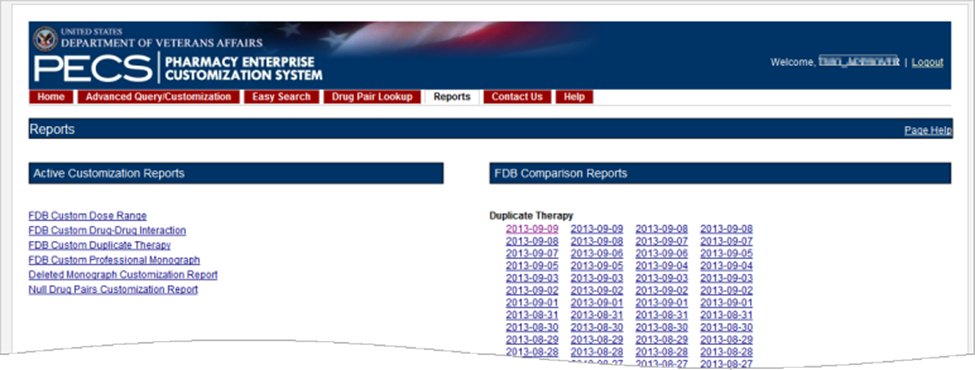 UNITED STATES
DEPARTMENT OF VETERANS AFFAIRS
PECS PHARMACY ENTERPRISE
CUSTOMIZATION SYSTEM
Welcome, | Logout
Home Advanced Query/Customization Easy Search Drug Pair Lookup Reports Contact Us Help
Reports Page Help
Active Customization Reports
FDB Custom Dose Range
FDB Custom Drug-Drug Interaction
FDB Custom Duplicate Therapy
FDB Custom Professional Monograph
Deleted Monograph Customization Report
Null Drug Pairs Customization Report
FDB Comparison Reports
Duplicate Therapy
2013-09-09 2013-09-09 2013-09-08 2013-09-08
2013-09-08 2013-09-08 2013-09-07 2013-09-07
2013-09-07 2013-09-06 2013-09-06 2013-09-05
2013-09-05 2013-09-05 2013-09-04 2013-09-04
2013-09-03 2013-09-03 2013-09-03 2013-09-03
2013-09-02 2013-09-02 2013-09-02 2013-09-02
2013-09-01 2013-09-01 2013-09-01 2013-09-01
2013-08-31 2013-08-31 2013-08-31 2013-08-31
2013-08-30 2013-08-30 2013-08-30 2013-08-30
2013-08-29 2013-08-29 2013-08-29 2013-08-29
2013-08-28 2013-08-28 2013-08-28 2013-08-28
2013-08-27 2013-08-27 2013-08-27